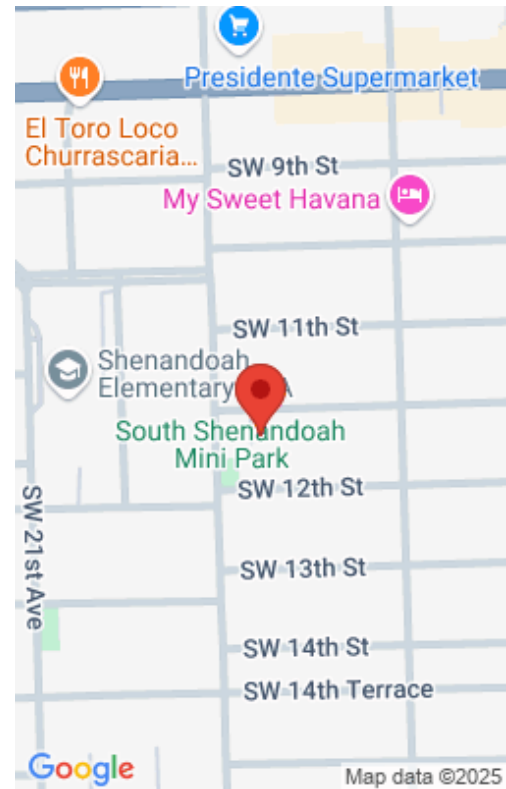 Presidente Supermarket
El Toro Loco
Churrascaria...
SW 9th St
My Sweet Havana
SW 11th St
Shenandoah
Elementary
South Shenandoah
Mini Park
SW 12th St
SW 21st Ave
SW 13th St
SW 14th St
SW 14th Terrace
Google
Map data ©2025